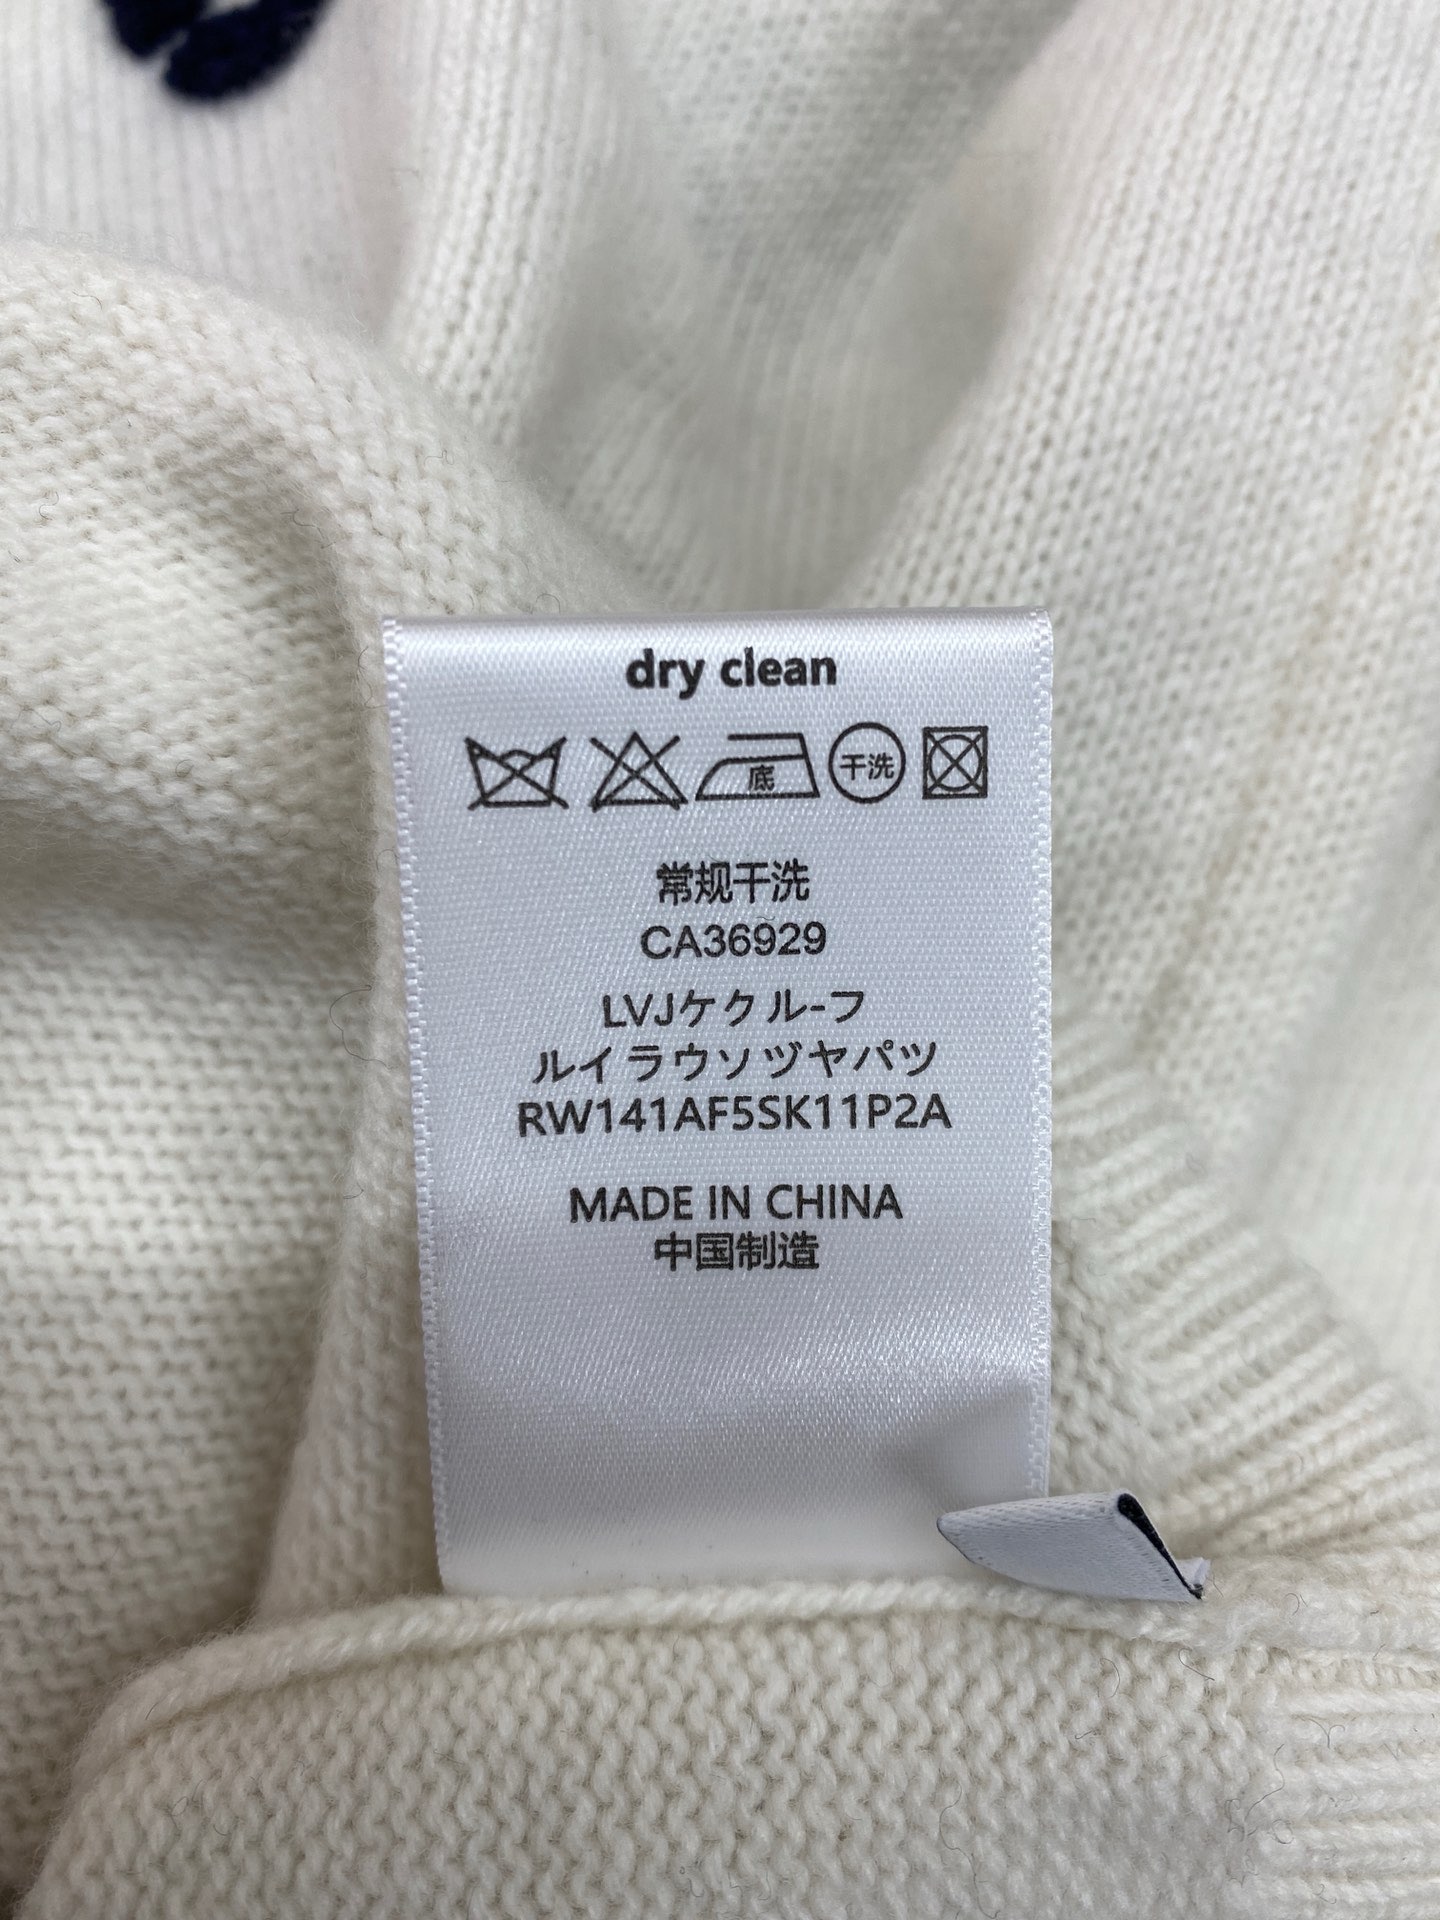 dry clean
底 干洗
常规干洗
CA36929
LVJケクル-フ
ルイラウソヅヤパツ
RW141AF5SK11P2A
MADE IN CHINA
中国制造